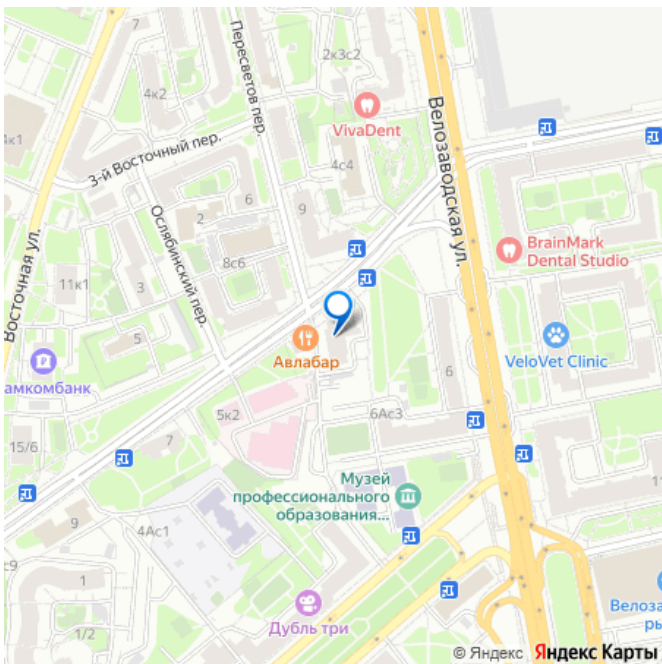 7
Пересветов пер.
2к3с2
4к2
VivaDent
Велозаводская ул.
4к1
3-й Восточный пер.
4с4
9
6
2
Ослябинский пер.
8с6
BrainMark
Dental Studio
Восточная ул.
11к1
3
5
Авлабар
VeloVet Clinic
амкомбанк
6
5к2
6Ас3
15/6
7
Музей
профессионального
образования...
9
4Ас1
с9
1
Велоза
ры
1/2
Дубль три
© Яндекс Яндекс Карты